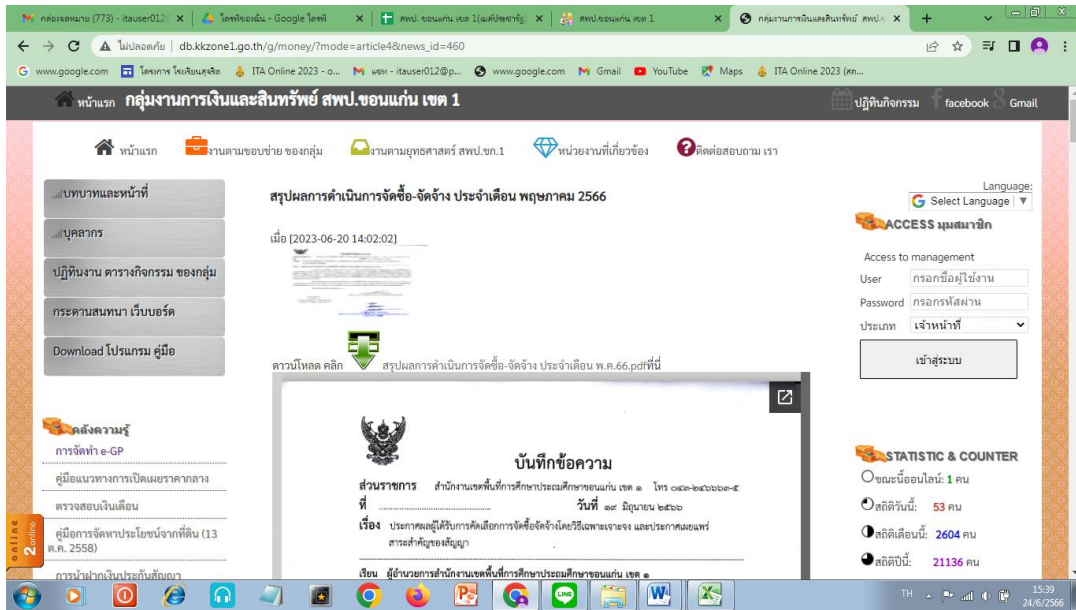 กล่องจดหมาย (773) - itauser012
ไดรฟ์ของฉัน - Google ไดรฟ์
สพป. ขอนแก่น เขต 1
สพป.ขอนแก่น เขต 1
กลุ่มงานการเงินและสินทรัพย์ สพป.
ไม่ปลอดภัย | db.kkzone1.go.th/g/money/?mode=article4&news_id=460
www.google.com โครงการ โรงเรียนสุจริต ITA Online 2023 - o... - itauser012@p... www.google.com Gmail YouTube Maps ITA Online 2023
หน้าแรก กลุ่มงานการเงินและสินทรัพย์ สพป.ขอนแก่น เขต 1 ปฏิทินกิจกรรม facebook Gmail
หน้าแรก งานตามขอบข่าย ของกลุ่ม งานตามยุทธศาสตร์ สพป.ขก.1 หน่วยงานที่เกี่ยวข้อง ติดต่อสอบถาม เรา
บทบาทและหน้าที่
บุคลากร
ปฏิทินงาน ตารางกิจกรรม ของกลุ่ม
กระดานสนทนา เว็บบอร์ด
Download โปรแกรม คู่มือ
คลังความรู้
การจัดทำ e-GP
คู่มือแนวทางการเปิดเผยราคากลาง
ตรวจสอบเงินเดือน
คู่มือการจัดหาประโยชน์จากที่ดิน (13
ต.ค. 2558)
การนำฝากเงินประกันสัญญา
online
2 online
สรุปผลการดำเนินการจัดซื้อ-จัดจ้าง ประจำเดือน พฤษภาคม 2566
เมื่อ [2023-06-20 14:02:02]
ดาวน์โหลด คลิก สรุปผลการดำเนินการจัดซื้อ-จัดจ้าง ประจำเดือน พ.ค.66.pdfที่นี่
บันทึกข้อความ
ส่วนราชการ สำนักงานเขตพื้นที่การศึกษาประถมศึกษาขอนแก่น เขต ๑ โทร ๐๔๓-๒๔๖๖๖๓-๕
ที่ วันที่ ๑๙ มิถุนายน ๒๕๖๖
เรื่อง ประกาศผลผู้ได้รับการคัดเลือกการจัดซื้อจัดจ้างโดยวิธีเฉพาะเจาะจง และประกาศเผยแพร่
สาระสำคัญของสัญญา
เรียน ผู้อำนวยการสำนักงานเขตพื้นที่การศึกษาประถมศึกษาขอนแก่น เขต ๑
Language:
Select Language ▼
ACCESS มุมสมาชิก
Access to management
User กรอกชื่อผู้ใช้งาน
Password กรอกรหัสผ่าน
ประเภท เจ้าหน้าที่
เข้าสู่ระบบ
STATISTIC & COUNTER
ขณะนี้ออนไลน์: 1 คน
สถิติวันนี้: 53 คน
สถิติเดือนนี้: 2604 คน
สถิติปีนี้: 21136 คน
TH 15:39
24/6/2566